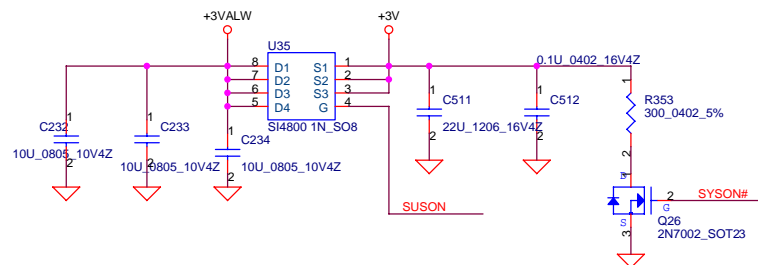 +3VALW
+3V
U35
8 D1 S1 1
7 D2 S2 2
6 D3 S3 3
5 D4 G 4
SI4800 1N_SO8
0.1U_0402_16V4Z
1
C232
2
10U_0805_10V4Z
1
C233
2
10U_0805_10V4Z
1
C234
2
10U_0805_10V4Z
1
C511
2
22U_1206_16V4Z
1
C512
2
1
R353
300_0402_5%
2
SUSON
1
D
2
G
S
3
SYSON#
Q26
2N7002_SOT23